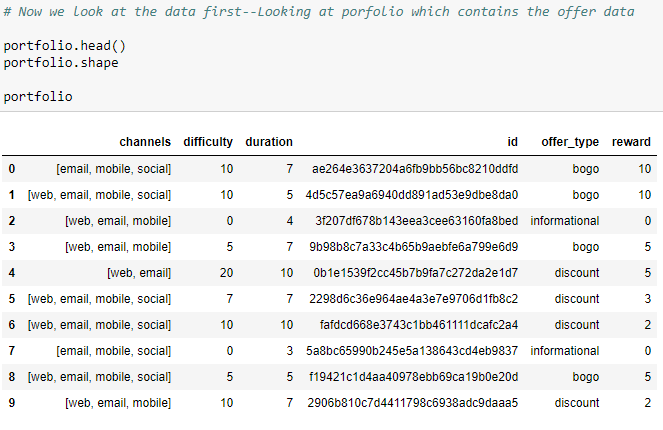 # Now we look at the data first--Looking at porfolio which contains the offer data
portfolio.head()
portfolio.shape
portfolio
channels difficulty duration id offer_type reward
0 [email, mobile, social] 10 7 ae264e3637204a6fb9bb56bc8210ddfd bogo 10
1 [web, email, mobile, social] 10 5 4d5c57ea9a6940dd891ad53e9dbe8da0 bogo 10
2 [web, email, mobile] 0 4 3f207df678b143eea3cee63160fa8bed informational 0
3 [web, email, mobile] 5 7 9b98b8c7a33c4b65b9aebfe6a799e6d9 bogo 5
4 [web, email] 20 10 0b1e1539f2cc45b7b9fa7c272da2e1d7 discount 5
5 [web, email, mobile, social] 7 7 2298d6c36e964ae4a3e7e9706d1fb8c2 discount 3
6 [web, email, mobile, social] 10 10 fafdcd668e3743c1bb461111dcafc2a4 discount 2
7 [email, mobile, social] 0 3 5a8bc65990b245e5a138643cd4eb9837 informational 0
8 [web, email, mobile, social] 5 5 f19421c1d4aa40978ebb69ca19b0e20d bogo 5
9 [web, email, mobile] 10 7 2906b810c7d4411798c6938adc9daaa5 discount 2